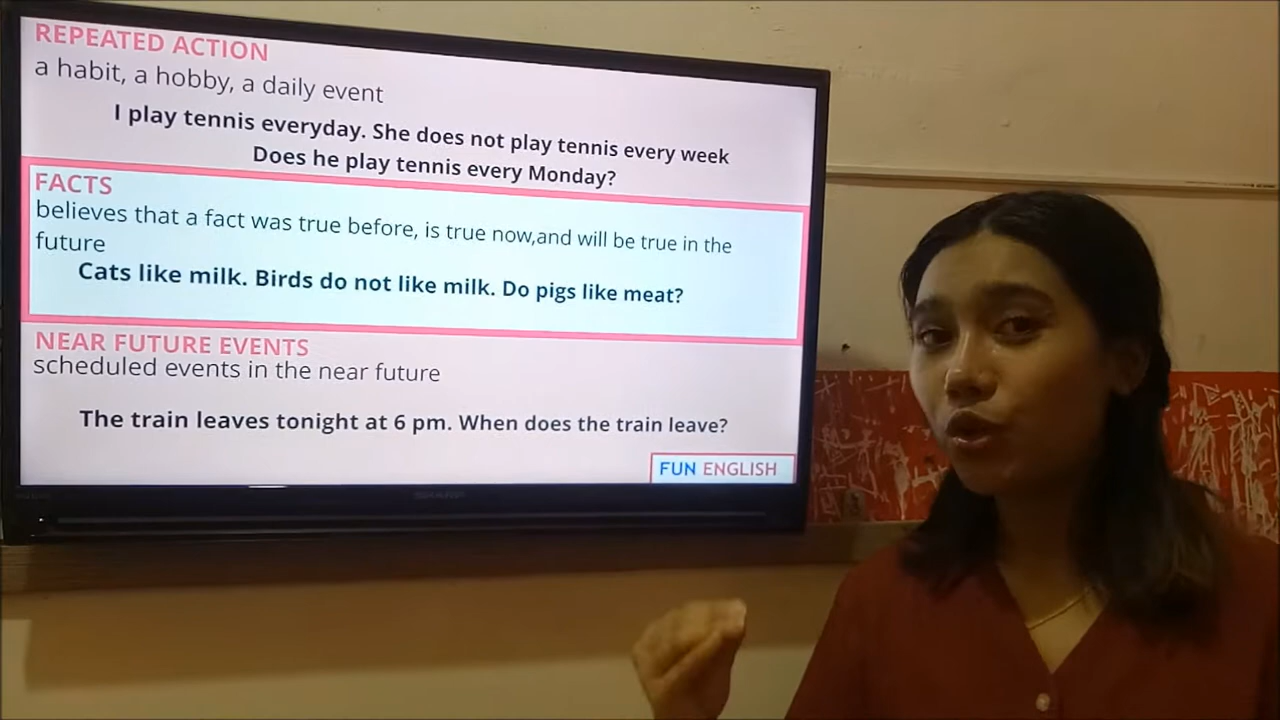 REPEATED ACTION
a habit, a hobby, a daily event
I play tennis everyday. She does not play tennis every week
Does he play tennis every Monday?
FACTS
believes that a fact was true before, is true now,and will be true in the
future
Cats like milk. Birds do not like milk. Do pigs like meat?
NEAR FUTURE EVENTS
scheduled events in the near future
The train leaves tonight at 6 pm. When does the train leave?
FUN ENGLISH
SHARP